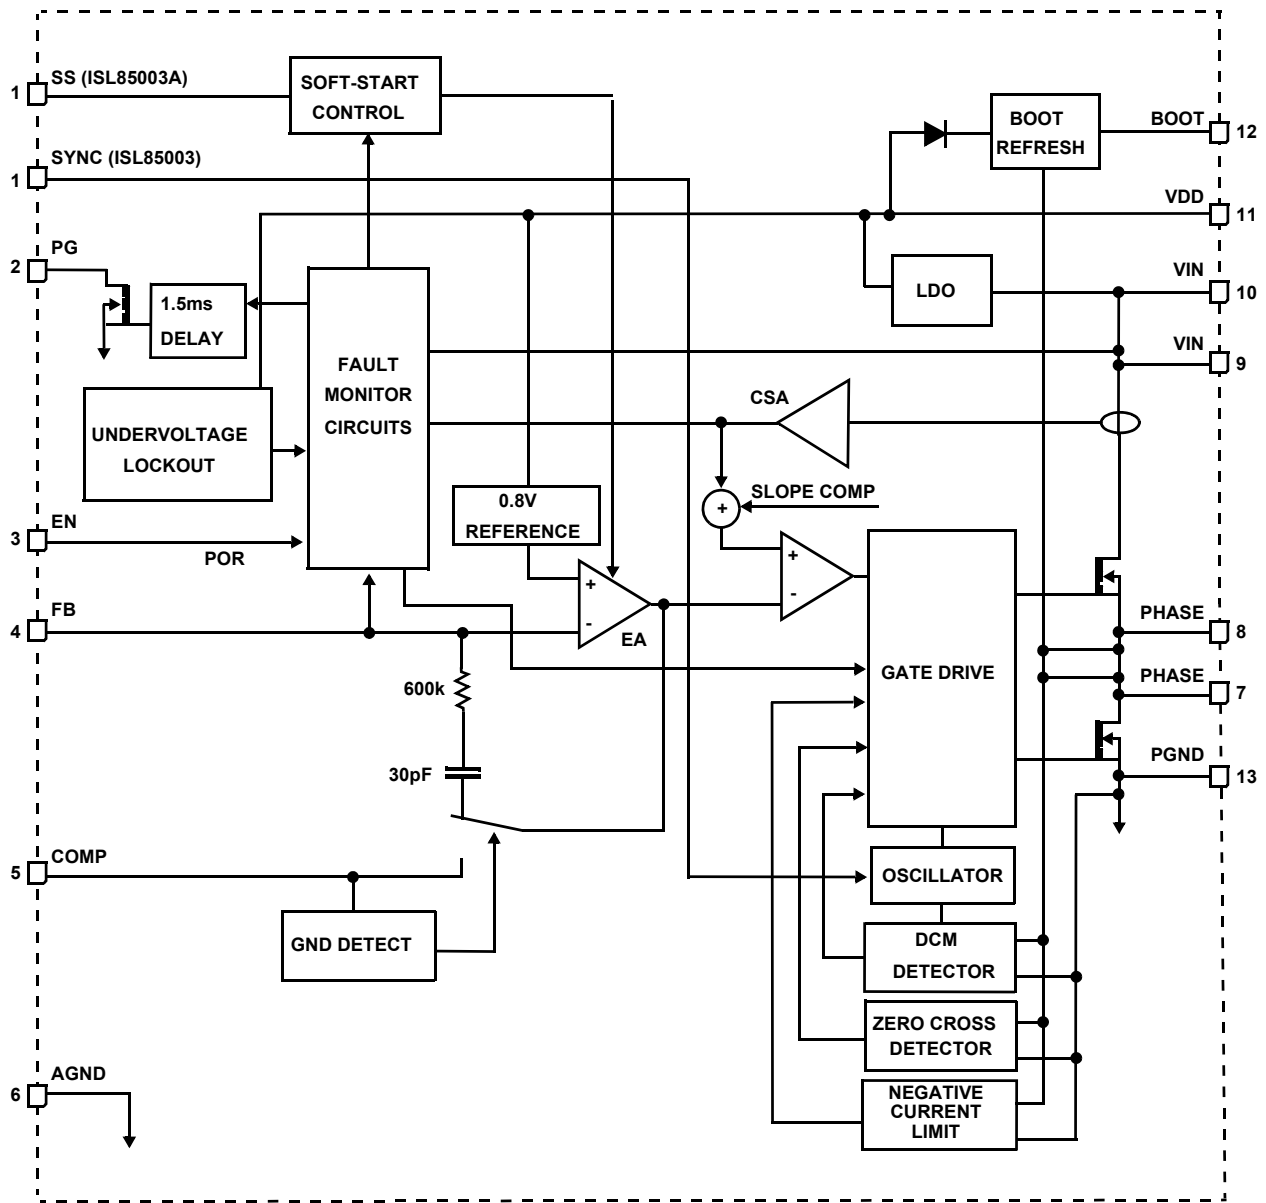 SS (ISL85003A)
1
SOFT-START
CONTROL
BOOT
REFRESH
BOOT
12
SYNC (ISL85003)
1
VDD
11
PG
2
1.5ms
DELAY
LDO
VIN
10
FAULT
MONITOR
CIRCUITS
VIN
9
CSA
UNDERVOLTAGE
LOCKOUT
0.8V
REFERENCE
SLOPE COMP
+
EN
3
POR
+
-
EA
+
-
FB
4
PHASE
8
GATE DRIVE
600k
PHASE
7
30pF
PGND
13
COMP
5
OSCILLATOR
GND DETECT
DCM
DETECTOR
ZERO CROSS
DETECTOR
AGND
6
NEGATIVE
CURRENT
LIMIT